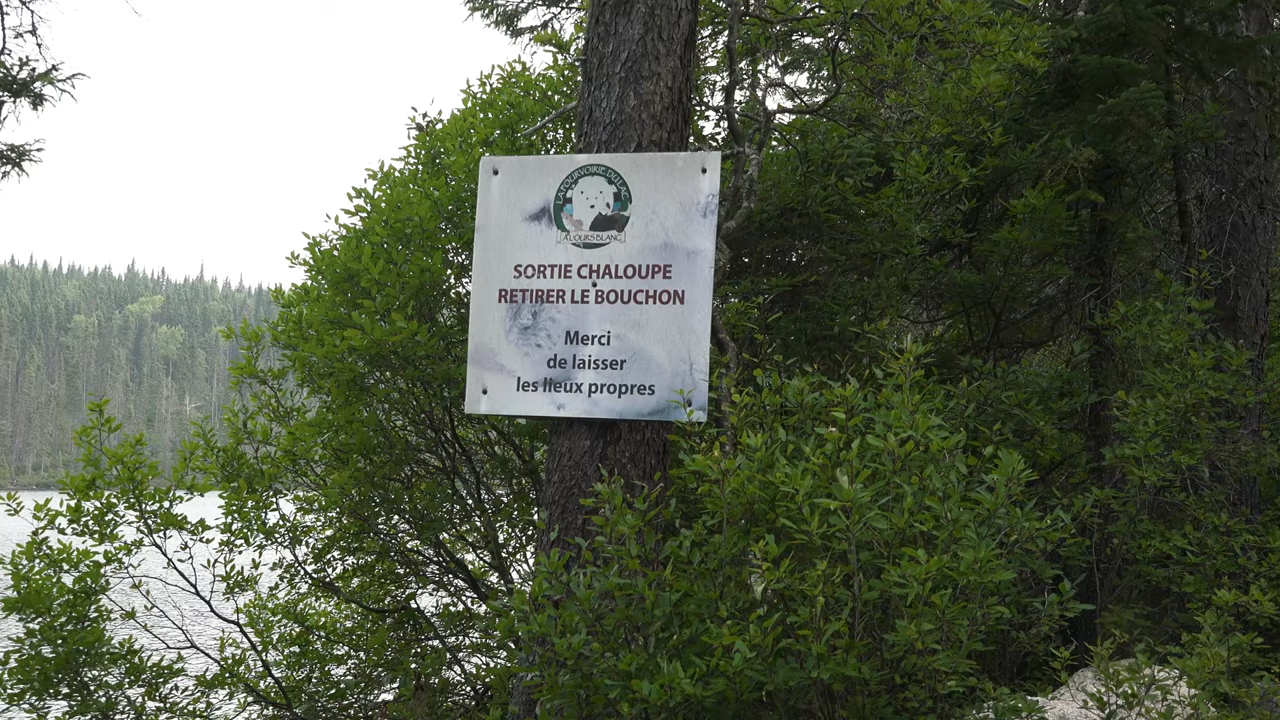 LA POURVOIRIE DU LAC
À L'OURS BLANC
SORTIE CHALOUPE
RETIRER LE BOUCHON
Merci
de laisser
les lieux propres